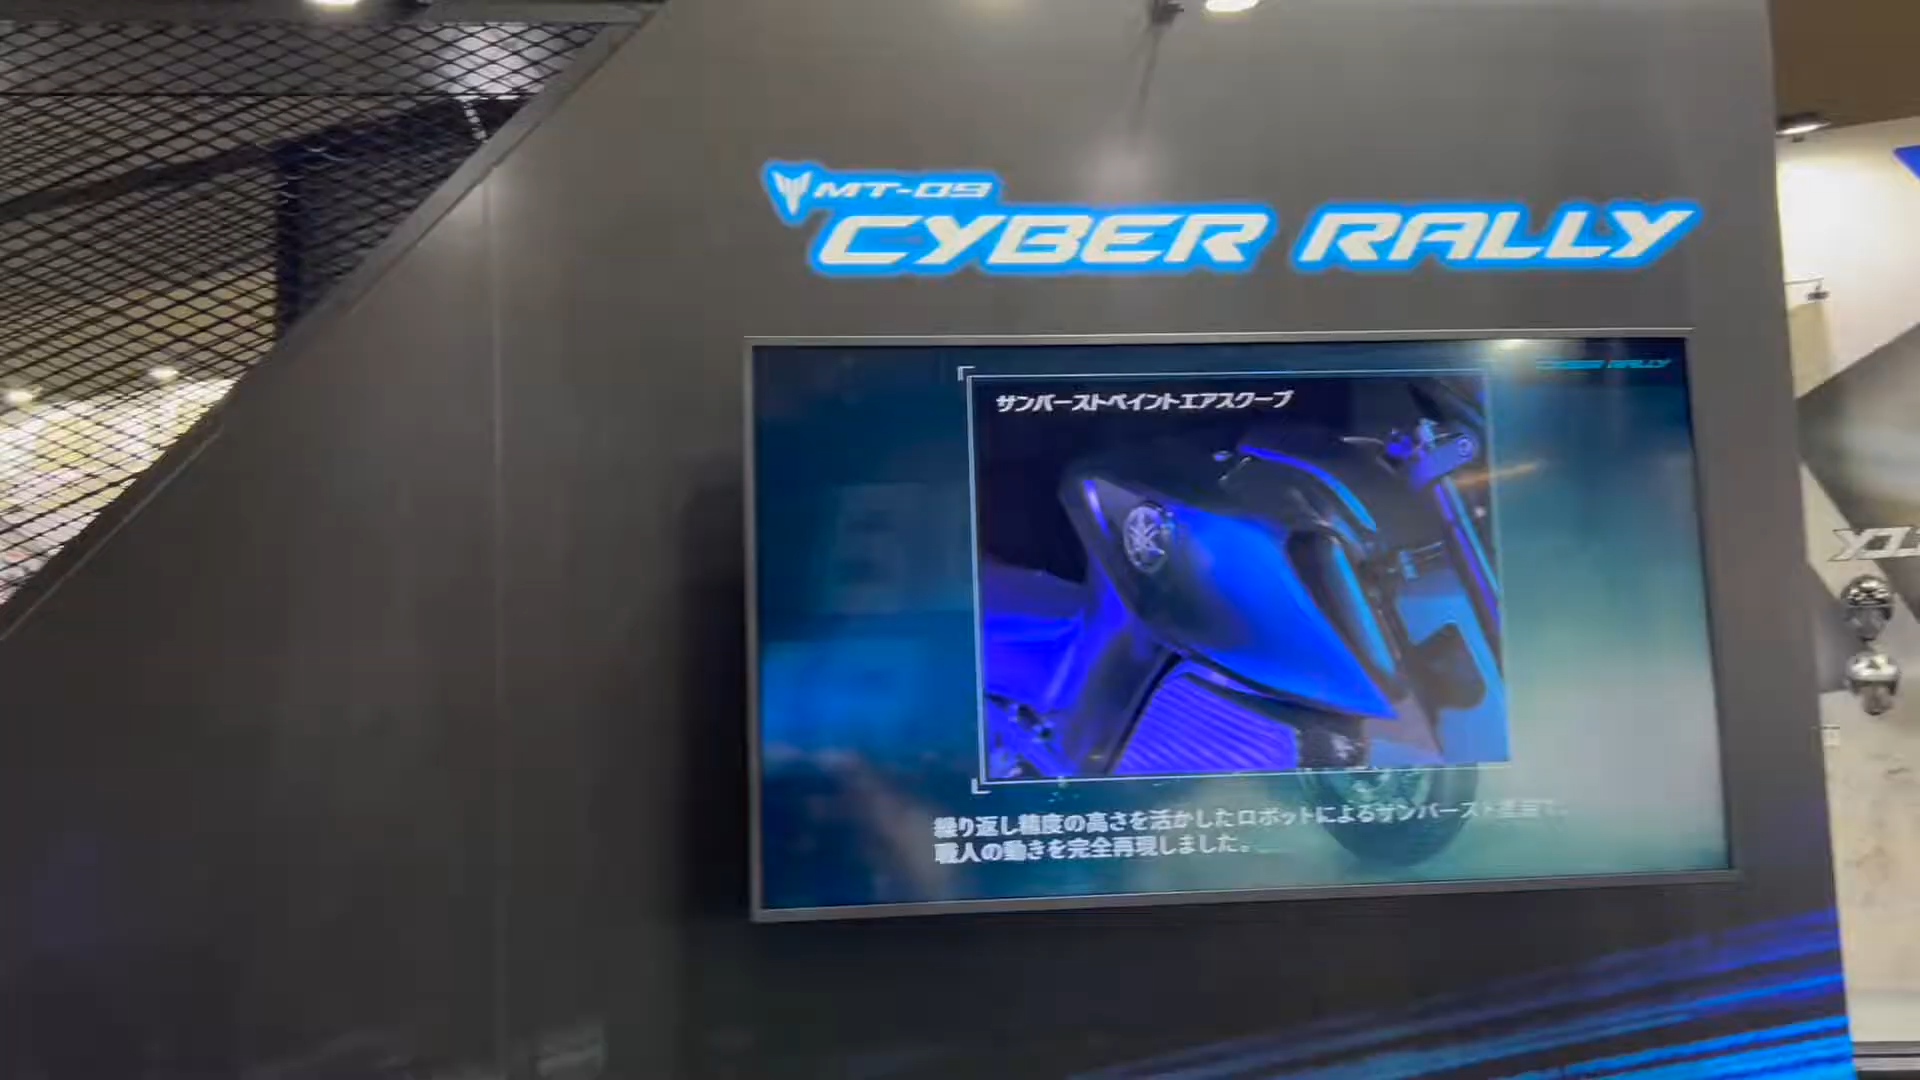 MT-09
CYBER RALLY
CYBER RALLY
サンバーストペイントエアスクープ
繰り返し精度の高さを活かしたロボットによるサンバースト塗装で、
職人の動きを完全再現しました。